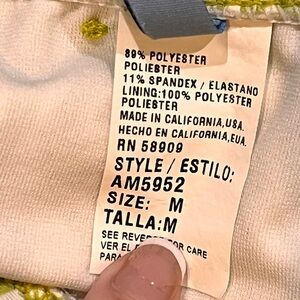 89% POLYESTER
POLIESTER
11% SPANDEX / ELASTANO
LINING:100% POLYESTER
POLIESTER
MADE IN CALIFORNIA,USA.
HECHO EN CALIFORNIA,EUA.
RN 58909
STYLE / ESTILO:
AM5952
SIZE: M
TALLA:M
SEE REVERSE FOR CARE
VER EL
PARA